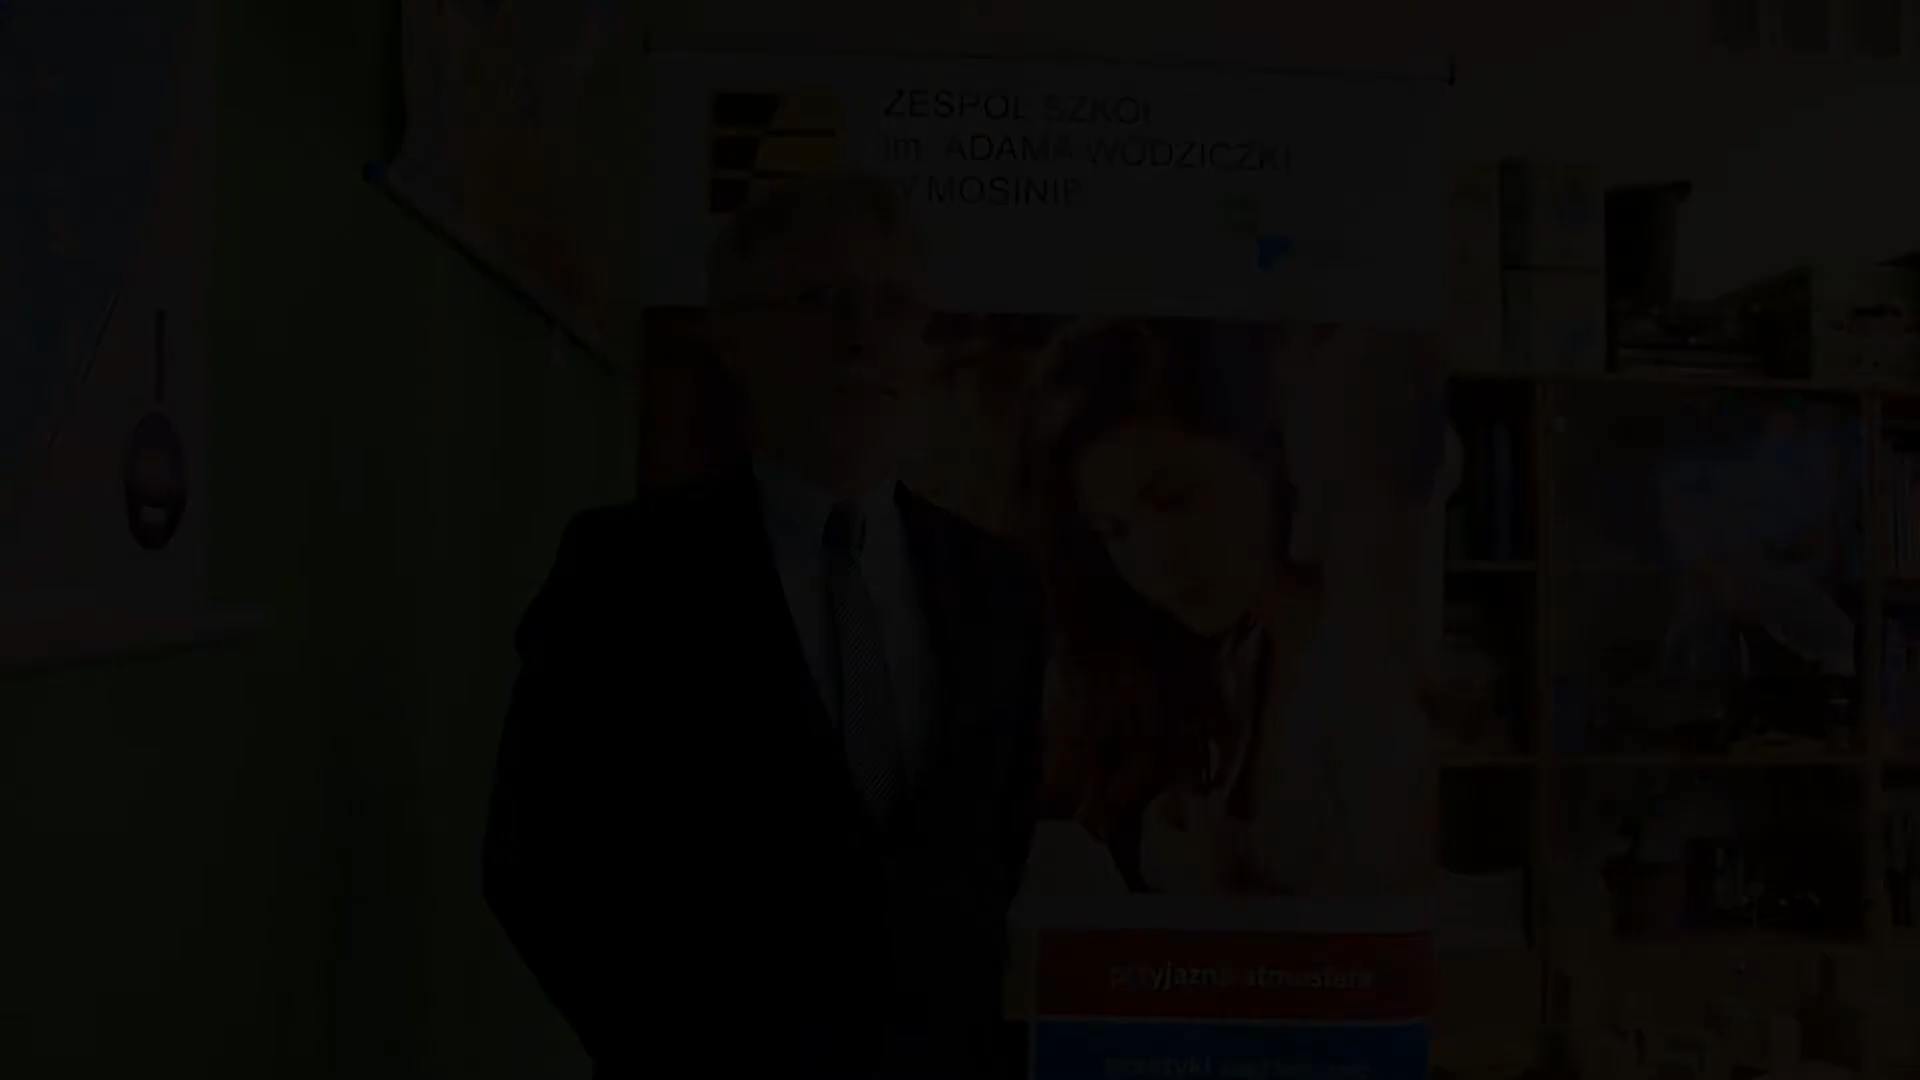 ZESPÓŁ SZKÓŁ
im. ADAMA WODZICZKI
W MOSINIE
przyjazna atmosfera